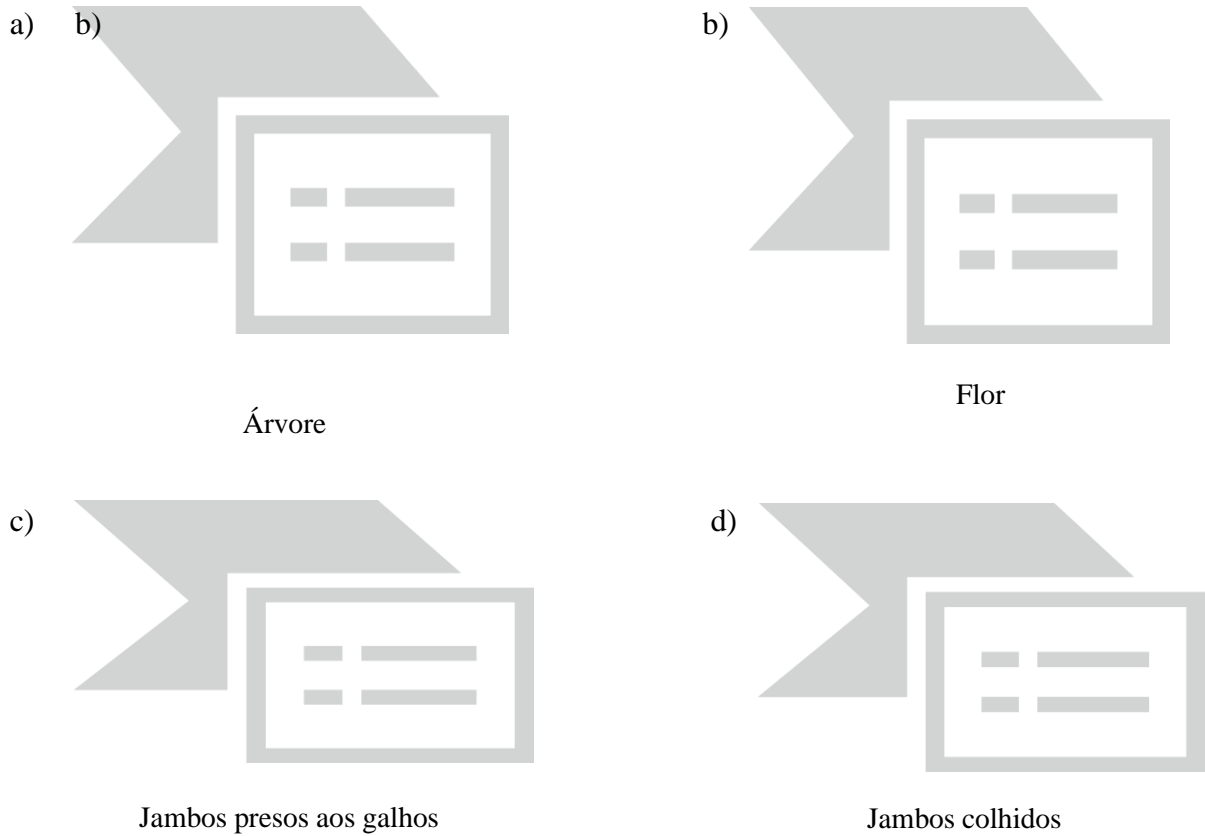 a) b) b)
Flor
Árvore
c) d)
Jambos presos aos galhos Jambos colhidos